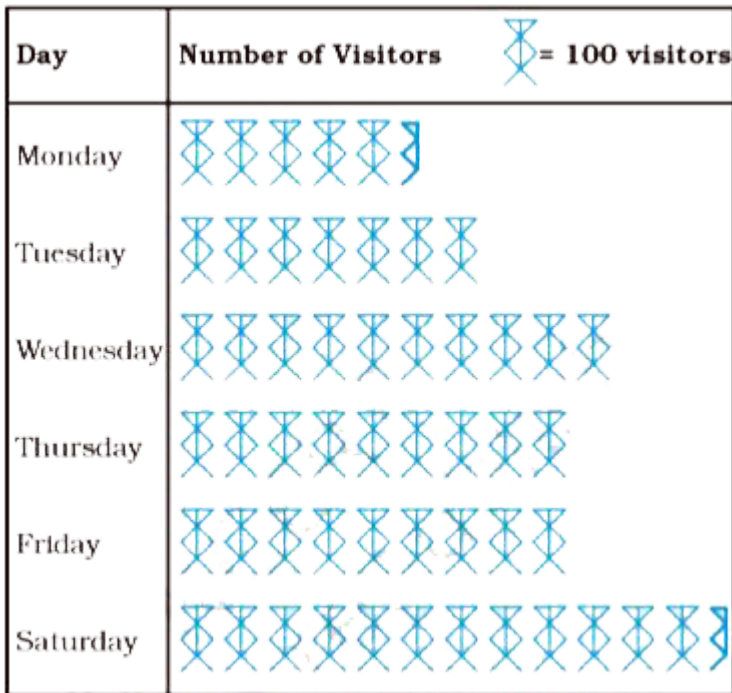 Day Number of Visitors = 100 visitors
Monday
Tuesday
Wednesday
Thursday
Friday
Saturday